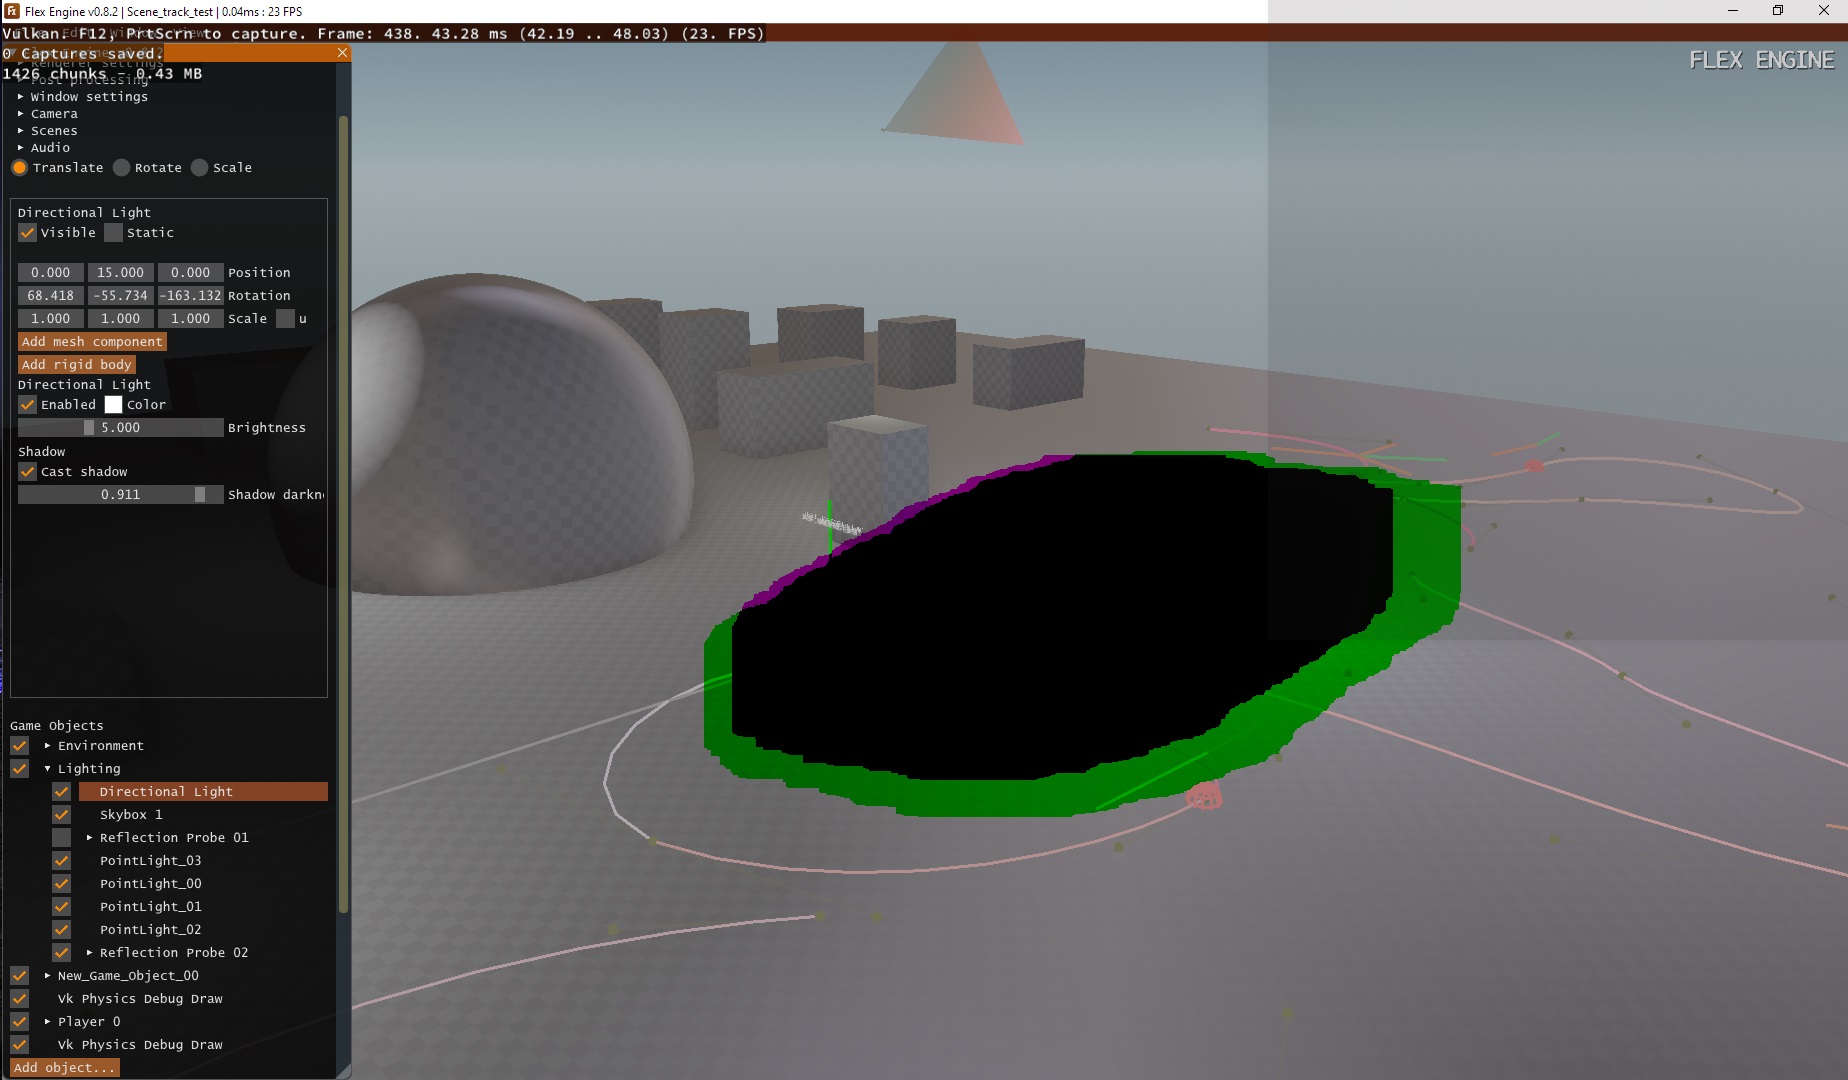 Flex Engine v0.8.2 | Scene_track_test | 0.04ms : 23 FPS
Vulkan. F12, PrtScrn to capture. Frame: 438. 43.28 ms (42.19 .. 48.03) (23. FPS)
0 Captures saved.
FLEX ENGINE
Renderer settings
1426 chunks - 0.43 MB
Post processing
Window settings
Camera
Scenes
Audio
Translate Rotate Scale
Directional Light
Visible Static
0.000 15.000 0.000 Position
68.418 -55.734 -163.132 Rotation
1.000 1.000 1.000 Scale u
Add mesh component
Add rigid body
Directional Light
Enabled Color
5.000 Brightness
Shadow
Cast shadow
0.911 Shadow darkn
Game Objects
Environment
Lighting
Directional Light
Skybox 1
Reflection Probe 01
PointLight_03
PointLight_00
PointLight_01
PointLight_02
Reflection Probe 02
New_Game_Object_00
Vk Physics Debug Draw
Player 0
Vk Physics Debug Draw
Add object...